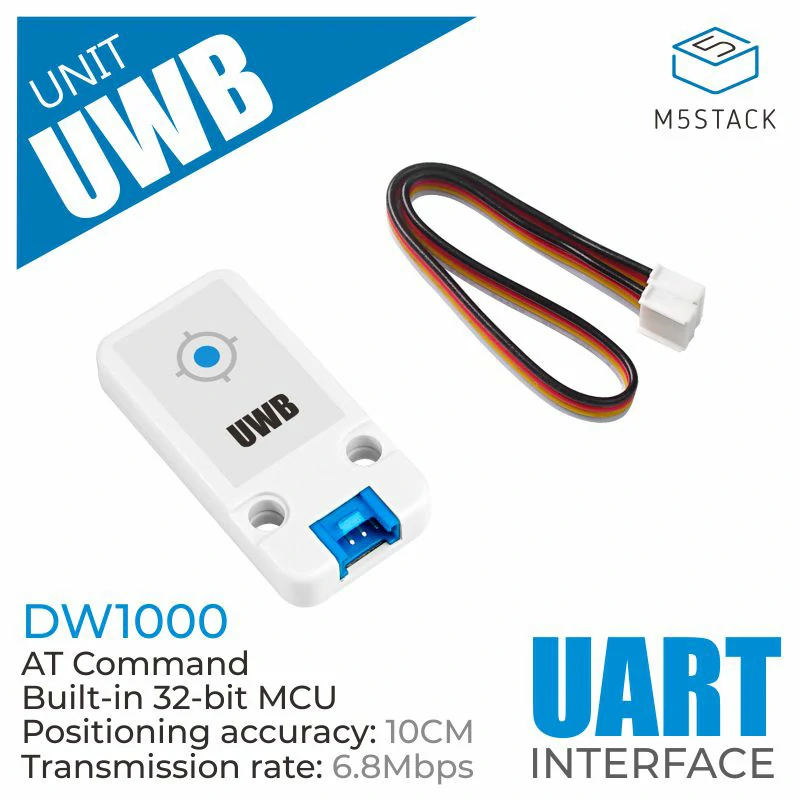 UNIT
UWB
5
M5STACK
UWB
DW1000
AT Command
Built-in 32-bit MCU
Positioning accuracy: 10CM
Transmission rate: 6.8Mbps
UART
INTERFACE